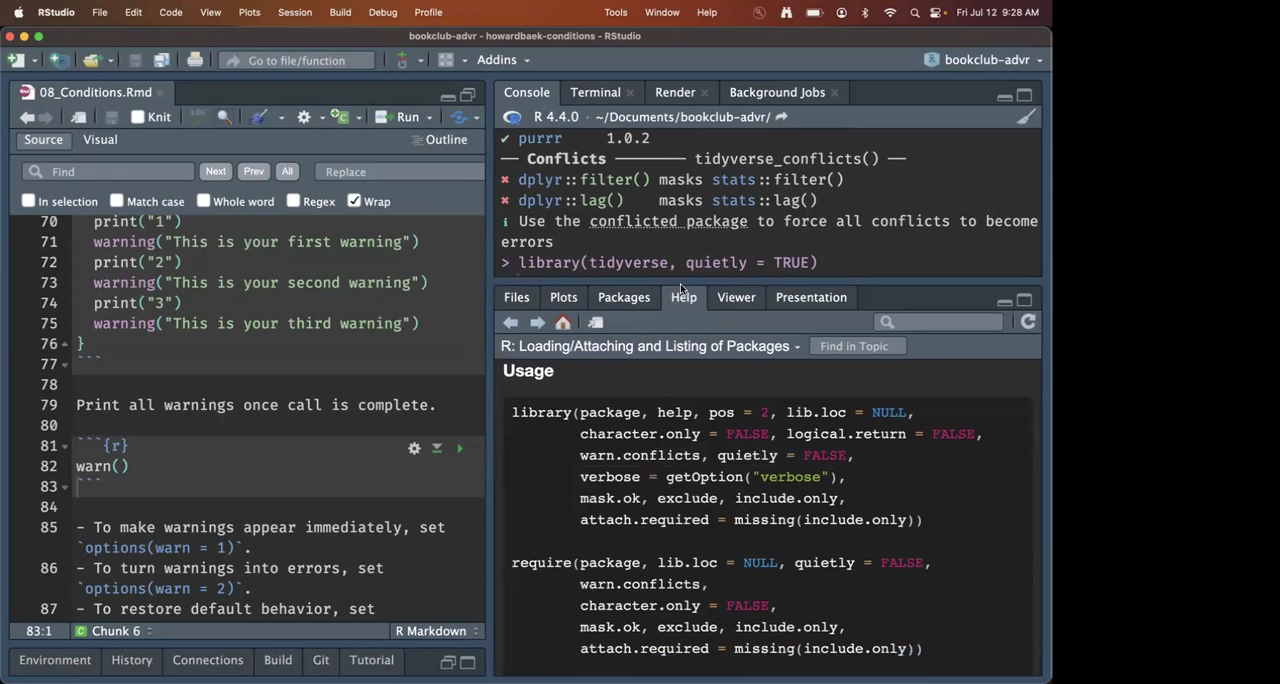 RStudio File Edit Code View Plots Session Build Debug Profile Tools Window Help Fri Jul 12 9:28 AM
bookclub-advr - howardbaek-conditions - RStudio
Go to file/function Addins bookclub-advr
08_Conditions.Rmd
Knit Run
Source Visual Outline
Find Next Prev All Replace
In selection Match case Whole word Regex Wrap
70 print("1")
71 warning("This is your first warning")
72 print("2")
73 warning("This is your second warning")
74 print("3")
75 warning("This is your third warning")
76 }
77 ```
78
79 Print all warnings once call is complete.
80
81 ```{r}
82 warn()
83 ```
84
85 - To make warnings appear immediately, set
`options(warn = 1)`.
86 - To turn warnings into errors, set
`options(warn = 2)`.
87 - To restore default behavior, set
83:1 Chunk 6 R Markdown
Environment History Connections Build Git Tutorial
Console Terminal Render Background Jobs
R 4.4.0 · ~/Documents/bookclub-advr/
✔ purrr 1.0.2
── Conflicts ──────── tidyverse_conflicts() ──
✖ dplyr::filter() masks stats::filter()
✖ dplyr::lag() masks stats::lag()
ℹ Use the conflicted package to force all conflicts to become
errors
> library(tidyverse, quietly = TRUE)
Files Plots Packages Help Viewer Presentation
R: Loading/Attaching and Listing of Packages Find in Topic
Usage
library(package, help, pos = 2, lib.loc = NULL,
character.only = FALSE, logical.return = FALSE,
warn.conflicts, quietly = FALSE,
verbose = getOption("verbose"),
mask.ok, exclude, include.only,
attach.required = missing(include.only))
require(package, lib.loc = NULL, quietly = FALSE,
warn.conflicts,
character.only = FALSE,
mask.ok, exclude, include.only,
attach.required = missing(include.only))